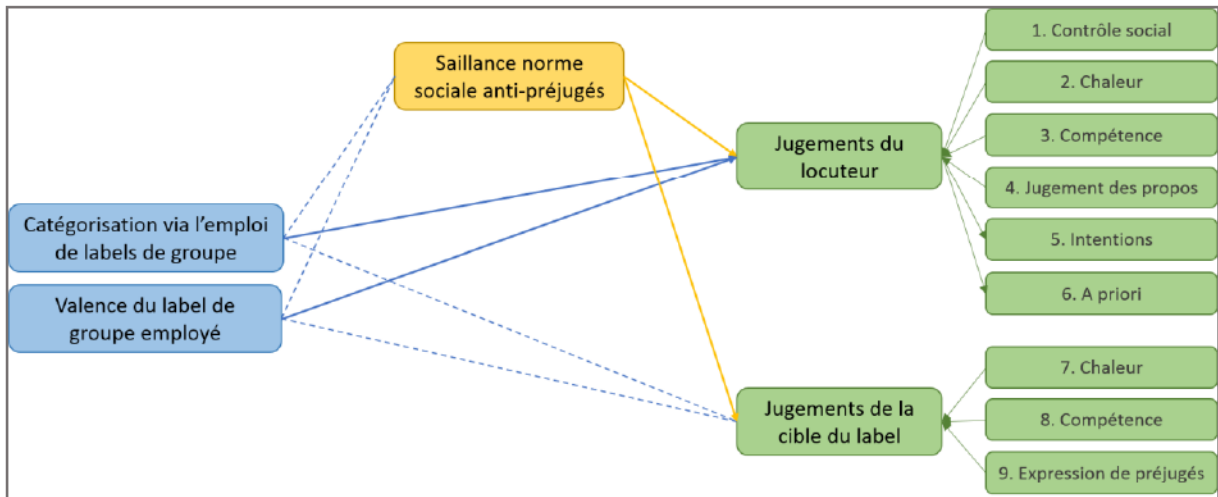 Saillance norme
sociale anti-préjugés
Catégorisation via l'emploi
de labels de groupe
Valence du label de
groupe employé
Jugements du
locuteur
Jugements de la
cible du label
1. Contrôle social
2. Chaleur
3. Compétence
4. Jugement des propos
5. Intentions
6. A priori
7. Chaleur
8. Compétence
9. Expression de préjugés